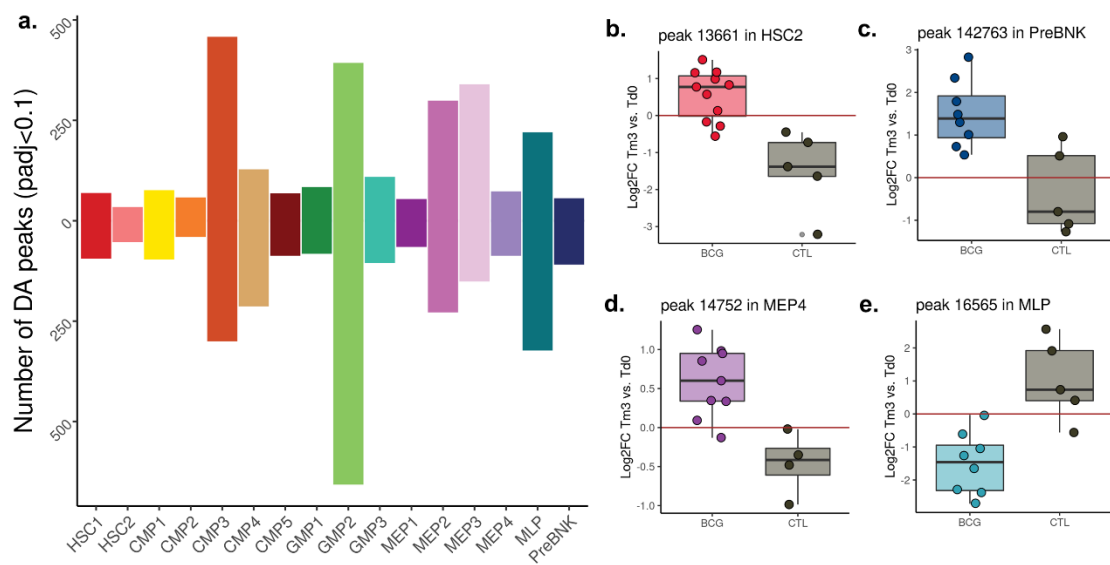 a.
Number of DA peaks (padj<0.1)
500
250
0
250
500
HSC1
HSC2
CMP1
CMP2
CMP3
CMP4
CMP5
GMP1
GMP2
GMP3
MEP1
MEP2
MEP3
MEP4
MLP
PreBNK
b.
peak 13661 in HSC2
Log2FC Tm3 vs. Td0
1
0
-1
-2
-3
BCG
CTL
c.
peak 142763 in PreBNK
Log2FC Tm3 vs. Td0
3
2
1
0
-1
BCG
CTL
d.
peak 14752 in MEP4
Log2FC Tm3 vs. Td0
1.0
0.5
0.0
-0.5
-1.0
BCG
CTL
e.
peak 16565 in MLP
Log2FC Tm3 vs. Td0
2
1
0
-1
-2
BCG
CTL